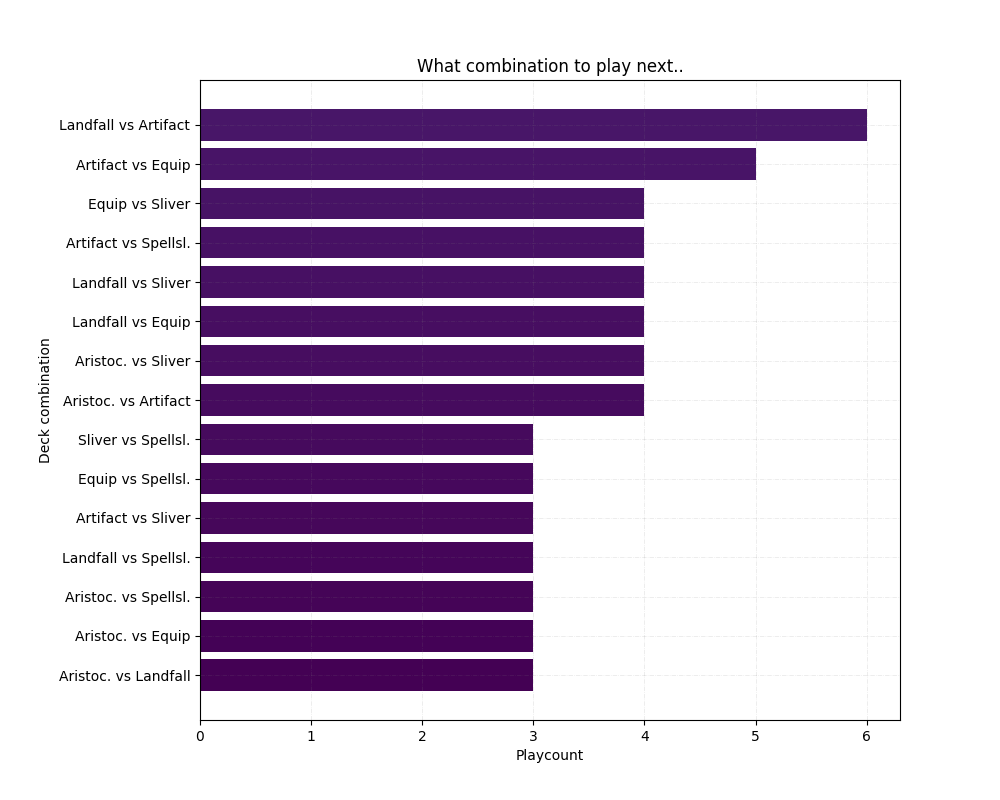 What combination to play next..
Landfall vs Artifact
Artifact vs Equip
Equip vs Sliver
Artifact vs Spellsl.
Landfall vs Sliver
Landfall vs Equip
Aristoc. vs Sliver
Aristoc. vs Artifact
Sliver vs Spellsl.
Equip vs Spellsl.
Artifact vs Sliver
Landfall vs Spellsl.
Aristoc. vs Spellsl.
Aristoc. vs Equip
Aristoc. vs Landfall
Deck combination
0 1 2 3 4 5 6
Playcount